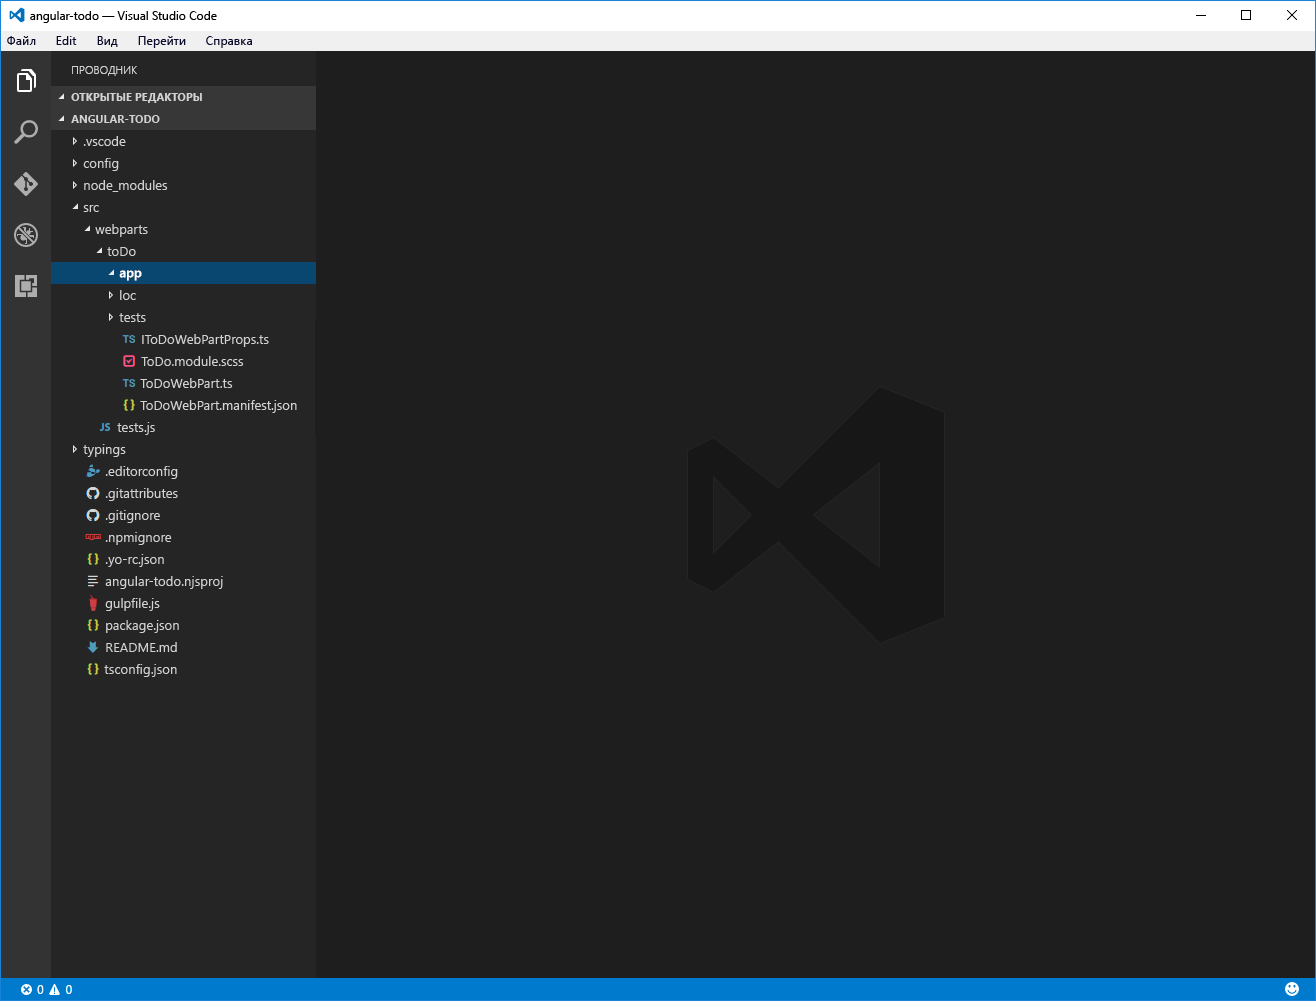 angular-todo — Visual Studio Code
Файл Edit Вид Перейти Справка
ПРОВОДНИК
ОТКРЫТЫЕ РЕДАКТОРЫ
ANGULAR-TODO
.vscode
config
node_modules
src
webparts
toDo
app
loc
tests
TS IToDoWebPartProps.ts
ToDo.module.scss
TS ToDoWebPart.ts
{} ToDoWebPart.manifest.json
JS tests.js
typings
.editorconfig
.gitattributes
.gitignore
.npmignore
{} .yo-rc.json
angular-todo.njsproj
gulpfile.js
{} package.json
README.md
{} tsconfig.json
0 0